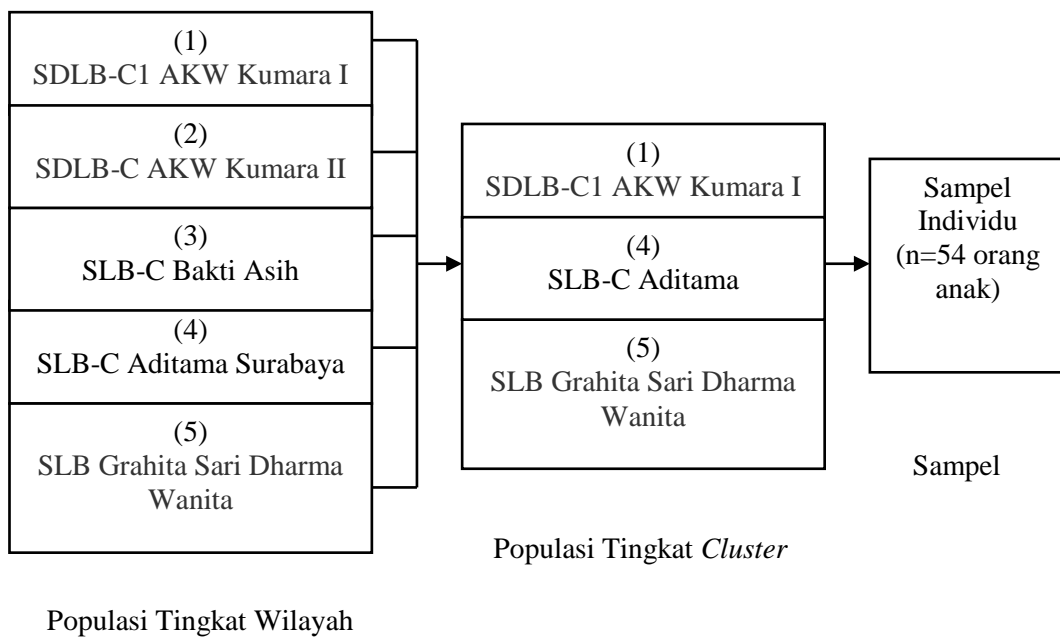 (1)
SDLB-C1 AKW Kumara I
(2)
SDLB-C AKW Kumara II
(3)
SLB-C Bakti Asih
(4)
SLB-C Aditama Surabaya
(5)
SLB Grahita Sari Dharma
Wanita
Populasi Tingkat Wilayah
(1)
SDLB-C1 AKW Kumara I
(4)
SLB-C Aditama
(5)
SLB Grahita Sari Dharma
Wanita
Populasi Tingkat Cluster
Sampel
Individu
(n=54 orang
anak)
Sampel